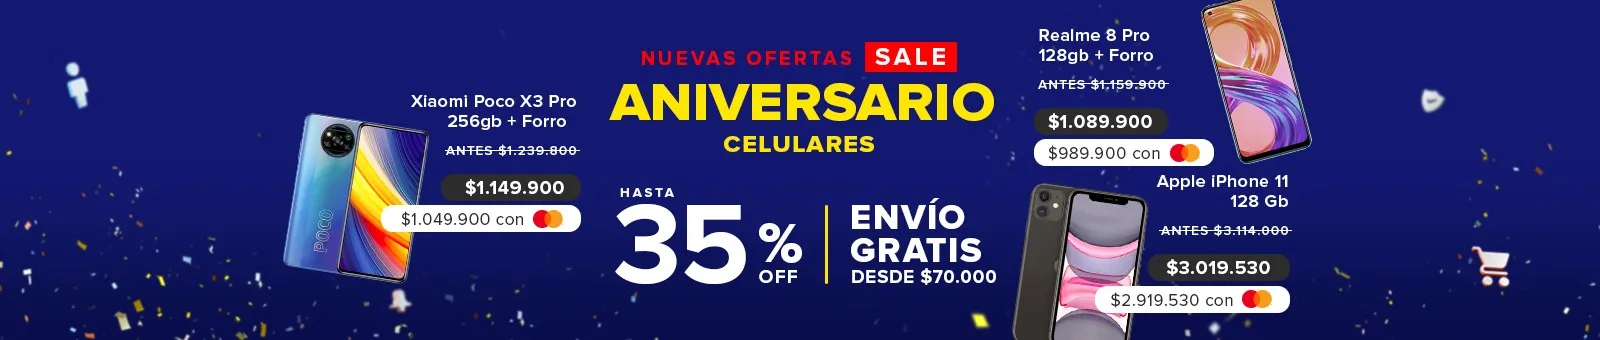 NUEVAS OFERTAS SALE
ANIVERSARIO
CELULARES
HASTA
35%
OFF
ENVÍO
GRATIS
DESDE $70.000
Xiaomi Poco X3 Pro
256gb + Forro
ANTES $1.239.800
$1.149.900
$1.049.900 con
POCO
Realme 8 Pro
128gb + Forro
ANTES $1,159.900
$1.089.900
$989.900 con
Apple iPhone 11
128 Gb
ANTES $3.114.000
$3.019.530
$2.919.530 con